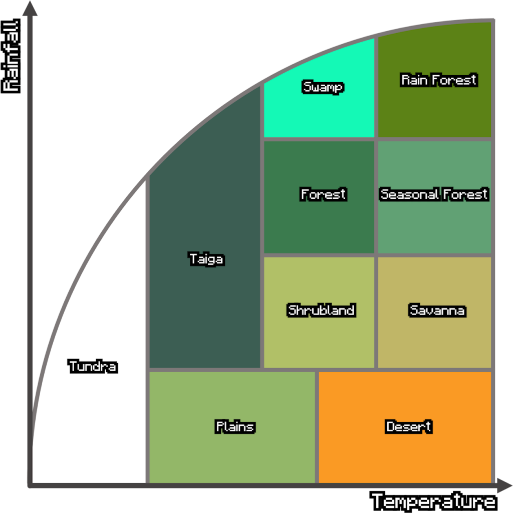 Rainfall
Swamp
Rain Forest
Forest
Seasonal Forest
Taiga
Shrubland
Savanna
Tundra
Plains
Desert
Temperature